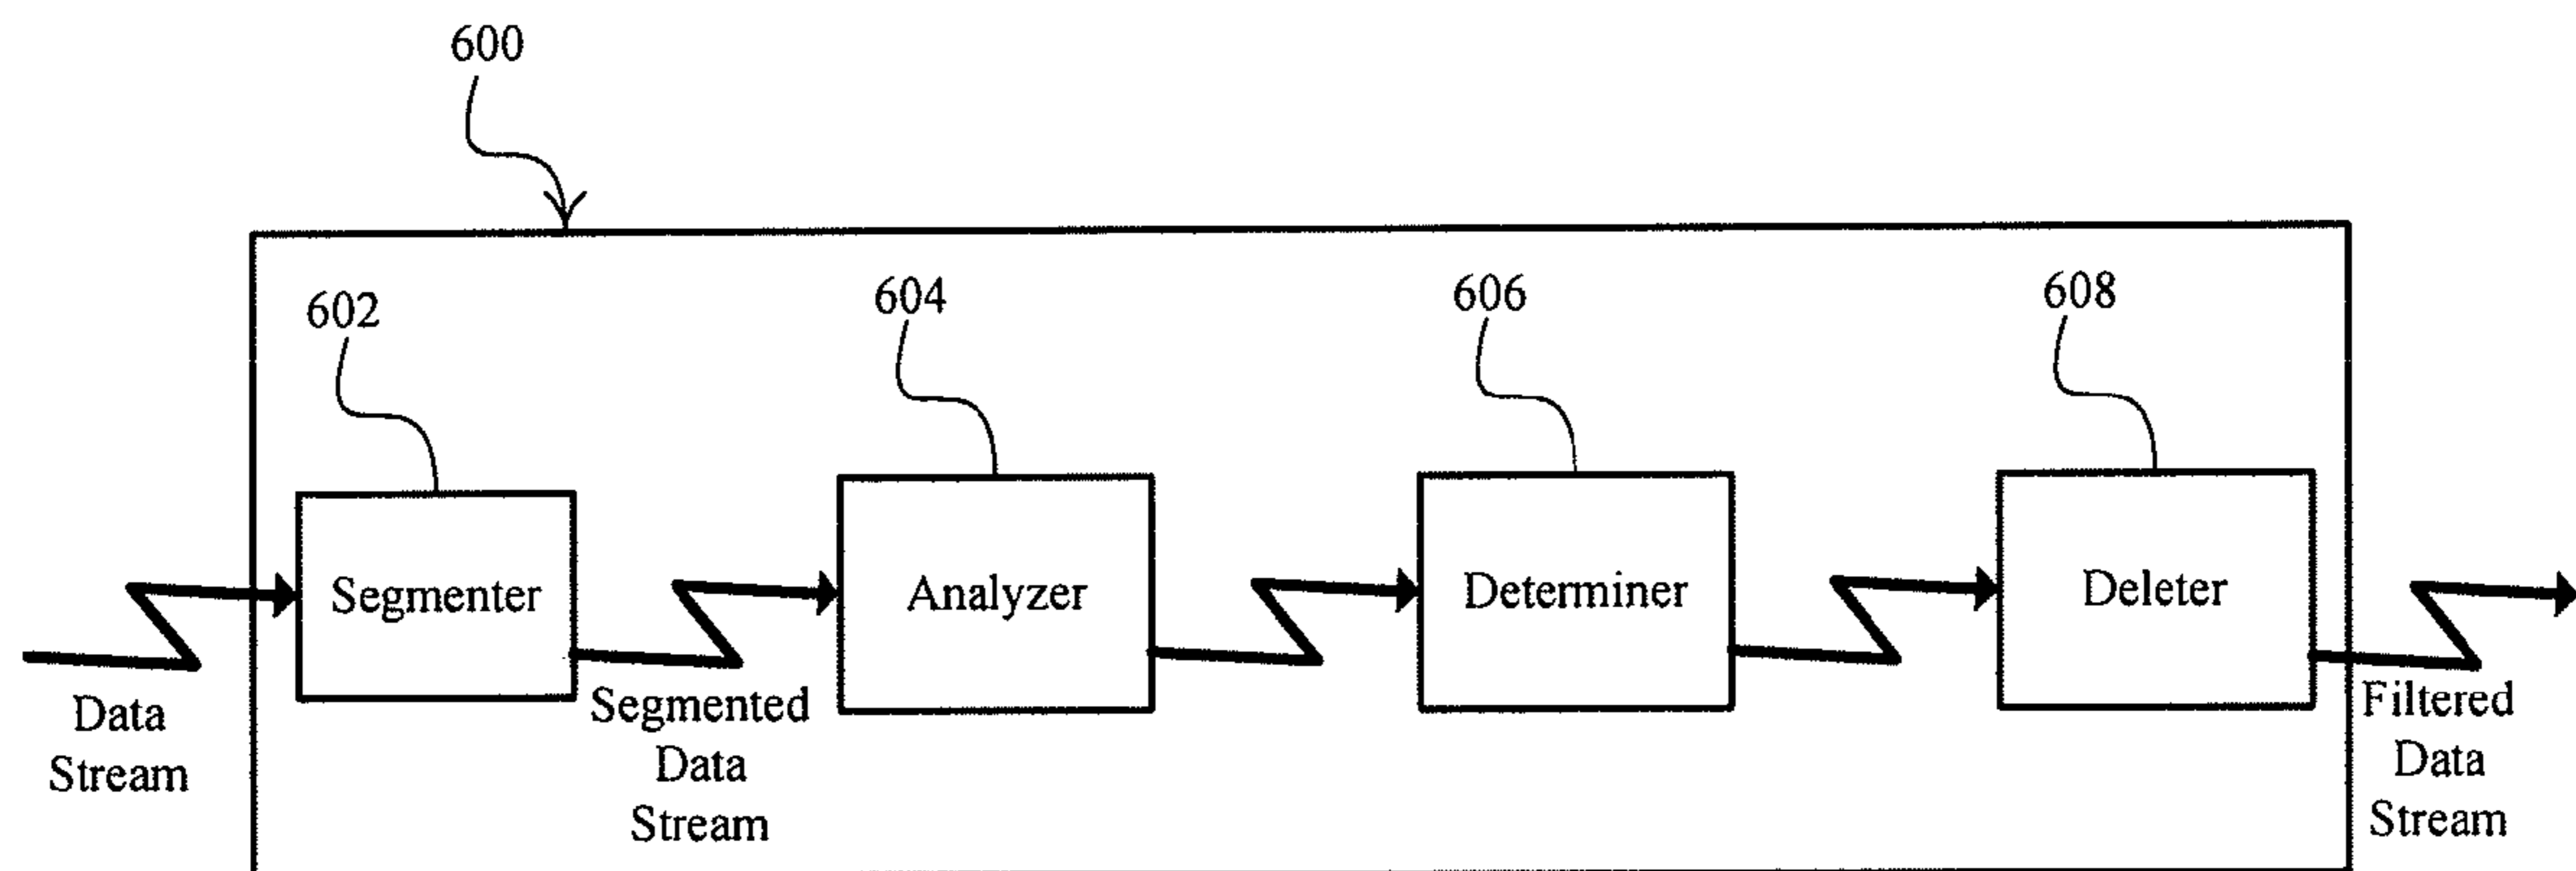 600
602
604
606
608
Segmenter
Analyzer
Determiner
Deleter
Data
Stream
Segmented
Data
Stream
Filtered
Data
Stream